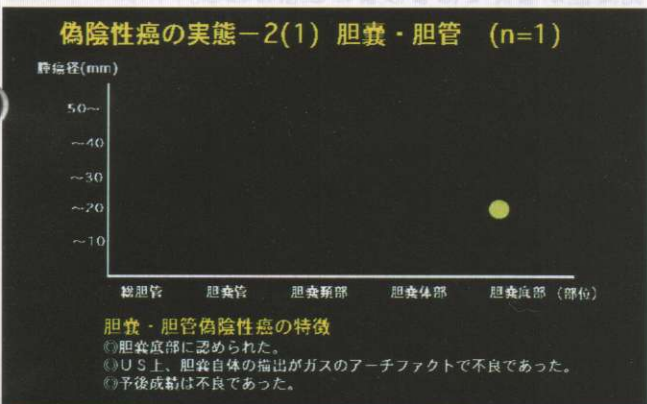 偽陰性癌の実態－2(1) 胆嚢・胆管 (n=1)
腫瘍径(mm)
50～
～40
～30
～20
～10
総胆管 胆嚢管 胆嚢頸部 胆嚢体部 胆嚢底部 (部位)
胆嚢・胆管偽陰性癌の特徴
◎胆嚢底部に認められた。
◎US上、胆嚢自体の描出がガスのアーチファクトで不良であった。
◎予後成績は不良であった。